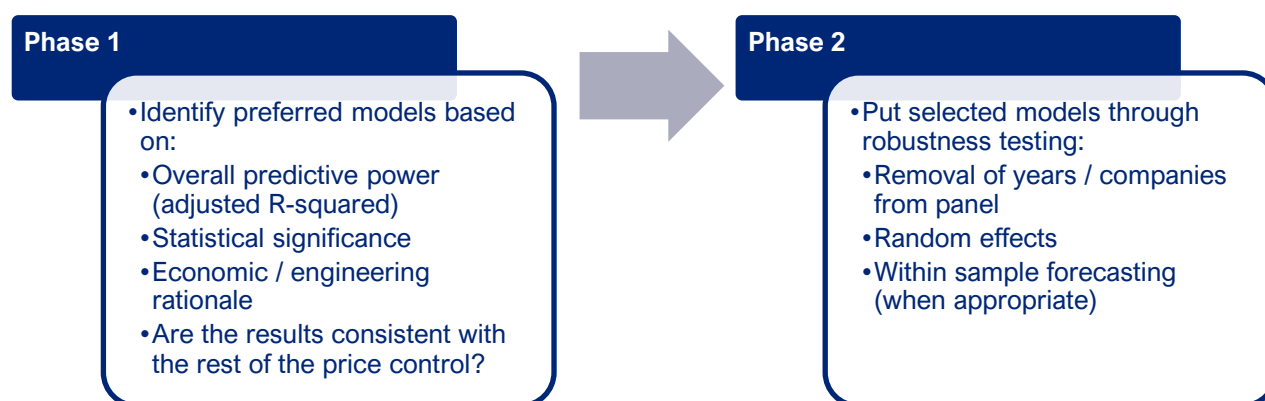 Phase 1
•Identify preferred models based
on:
•Overall predictive power
(adjusted R-squared)
•Statistical significance
•Economic / engineering
rationale
•Are the results consistent with
the rest of the price control?
Phase 2
•Put selected models through
robustness testing:
•Removal of years / companies
from panel
•Random effects
•Within sample forecasting
(when appropriate)